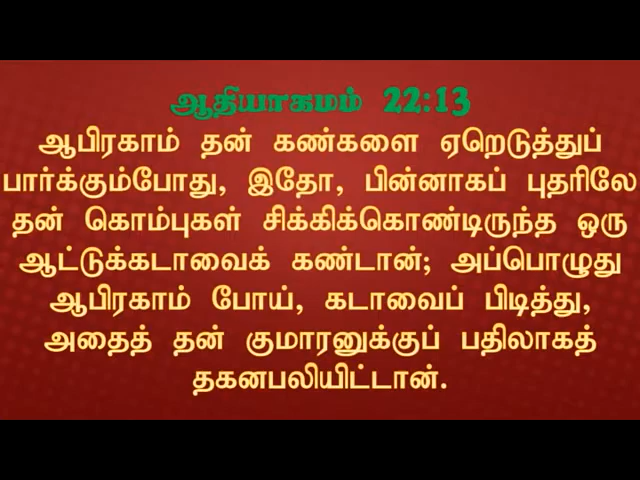 ஆதியாகமம் 22:13
ஆபிரகாம் தன் கண்களை ஏறெடுத்துப்
பார்க்கும்போது, இதோ, பின்னாகப் புதரிலே
தன் கொம்புகள் சிக்கிக்கொண்டிருந்த ஒரு
ஆட்டுக்கடாவைக் கண்டான்; அப்பொழுது
ஆபிரகாம் போய், கடாவைப் பிடித்து,
அதைத் தன் குமாரனுக்குப் பதிலாகத்
தகனபலியிட்டான்.